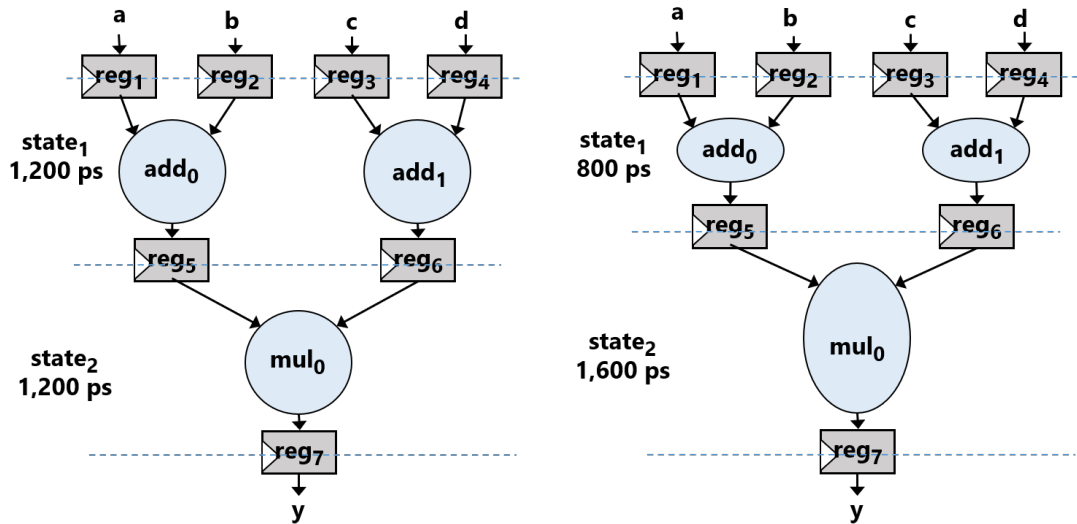 a b c d
reg1 reg2 reg3 reg4
state1
1,200 ps
add0 add1
reg5 reg6
state2
1,200 ps
mul0
reg7
y
a b c d
reg1 reg2 reg3 reg4
state1
800 ps
add0 add1
reg5 reg6
state2
1,600 ps
mul0
reg7
y